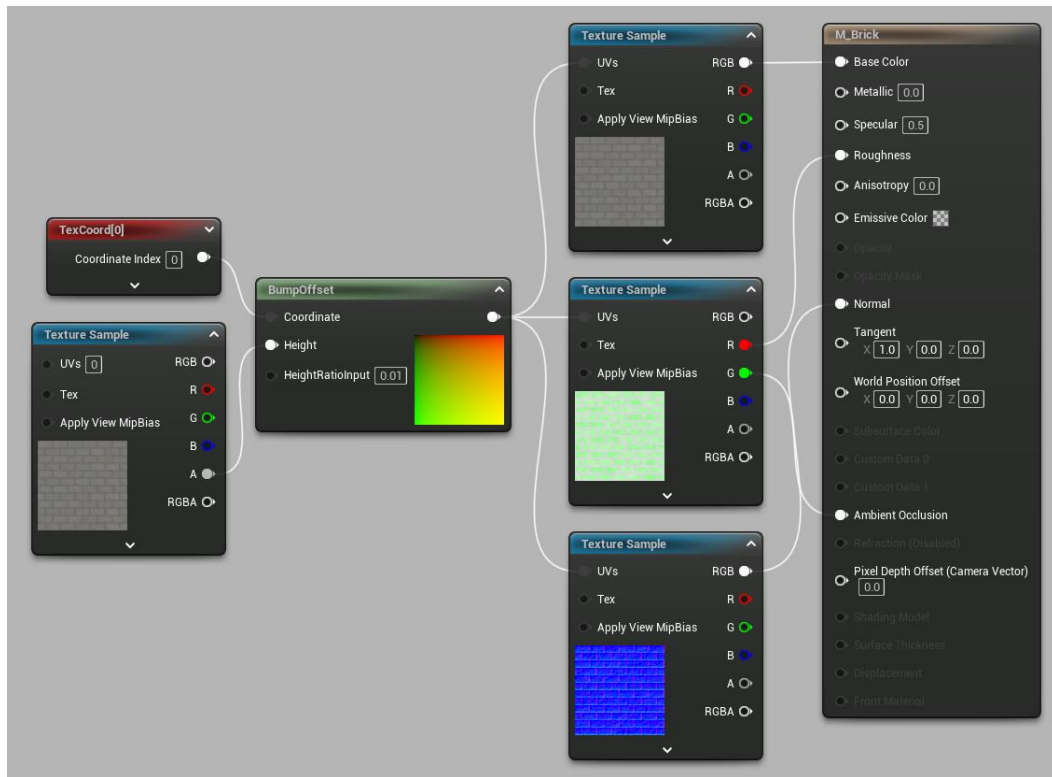 TexCoord[0]
Coordinate Index 0
Texture Sample
UVs 0
RGB
Tex
R
Apply View MipBias
G
B
A
RGBA
BumpOffset
Coordinate
Height
HeightRatioInput 0.01
Texture Sample
UVs
RGB
Tex
R
Apply View MipBias
G
B
A
RGBA
Texture Sample
UVs
RGB
Tex
R
Apply View MipBias
G
B
A
RGBA
Texture Sample
UVs
RGB
Tex
R
Apply View MipBias
G
B
A
RGBA
M_Brick
Base Color
Metallic 0.0
Specular 0.5
Roughness
Anisotropy 0.0
Emissive Color
Opacity
Opacity Mask
Normal
Tangent
X 1.0 Y 0.0 Z 0.0
World Position Offset
X 0.0 Y 0.0 Z 0.0
Subsurface Color
Custom Data 0
Custom Data 1
Ambient Occlusion
Refraction (Disabled)
Pixel Depth Offset (Camera Vector)
0.0
Shading Model
Surface Thickness
Displacement
Front Material